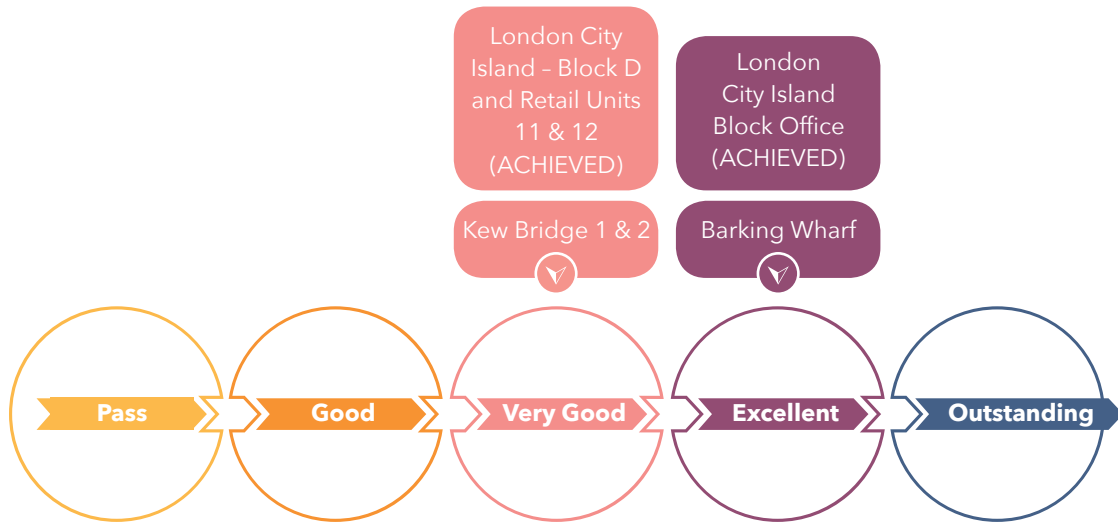 London City
Island – Block D
and Retail Units
11 & 12
(ACHIEVED)
London
City Island
Block Office
(ACHIEVED)
Kew Bridge 1 & 2
Barking Wharf
Pass
Good
Very Good
Excellent
Outstanding